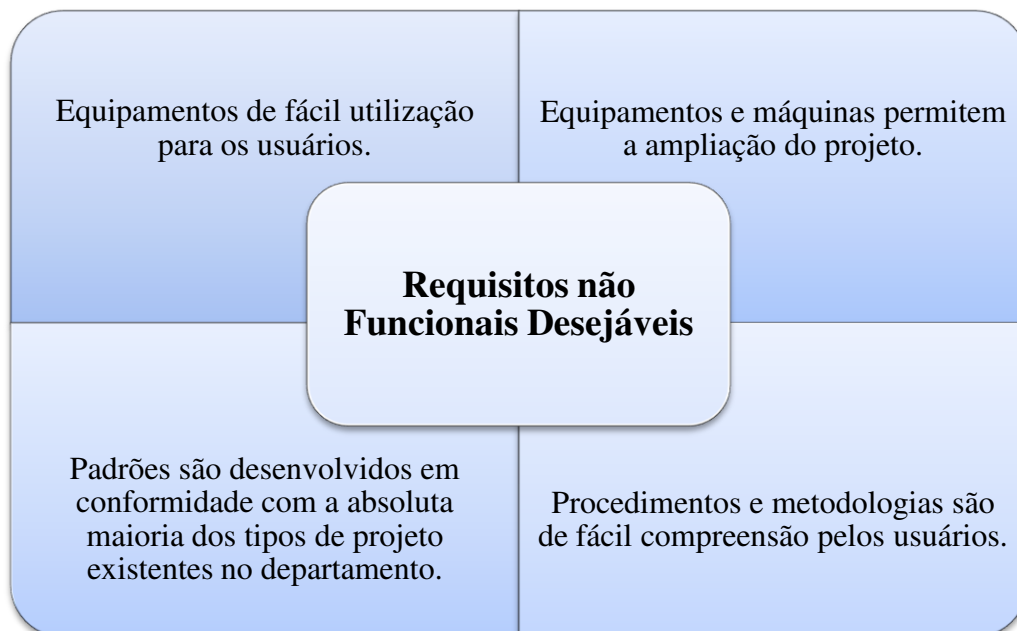 Equipamentos de fácil utilização
para os usuários.
Equipamentos e máquinas permitem
a ampliação do projeto.
Requisitos não
Funcionais Desejáveis
Padrões são desenvolvidos em
conformidade com a absoluta
maioria dos tipos de projeto
existentes no departamento.
Procedimentos e metodologias são
de fácil compreensão pelos usuários.